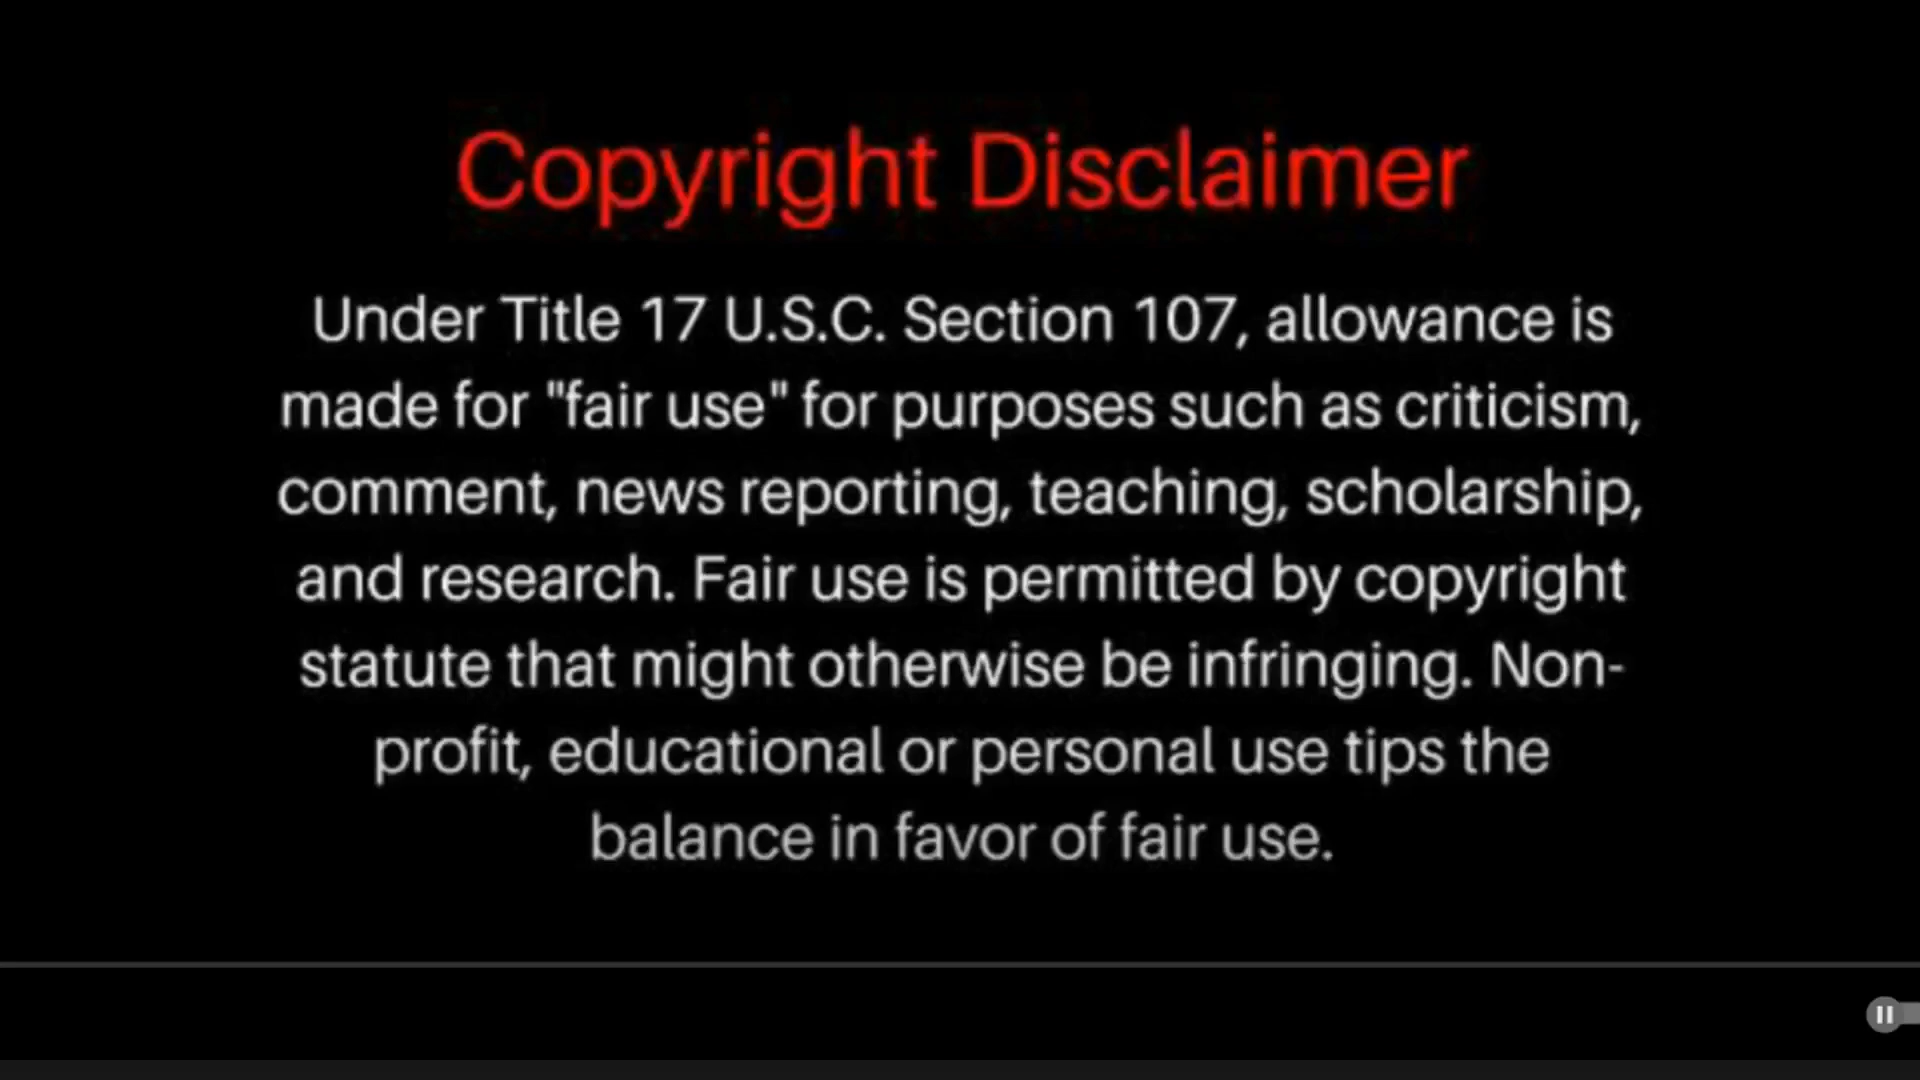 Copyright Disclaimer
Under Title 17 U.S.C. Section 107, allowance is
made for "fair use" for purposes such as criticism,
comment, news reporting, teaching, scholarship,
and research. Fair use is permitted by copyright
statute that might otherwise be infringing. Non-
profit, educational or personal use tips the
balance in favor of fair use.